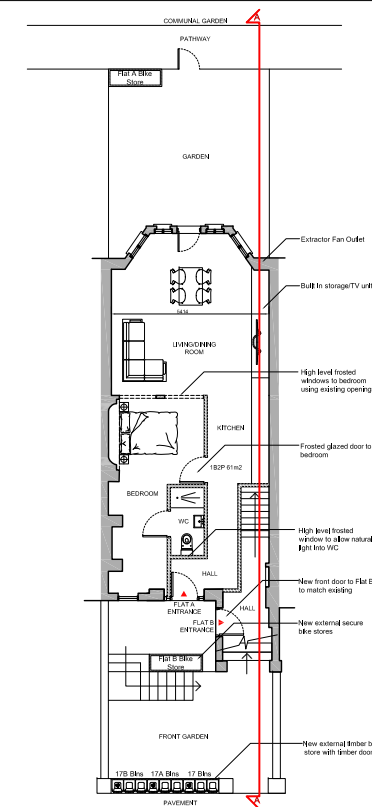 COMMUNAL GARDEN
A
PATHWAY
Flat A Bike
Store
GARDEN
Extractor Fan Outlet
Built In storage/TV unit
5434
LIVING/DINING
ROOM
High level frosted
windows to bedroom
using existing opening
KITCHEN
Frosted glazed door to
bedroom
1B2P 61m2
BEDROOM
WC
High level frosted
window to allow natural
light into WC
HALL
FLAT A
ENTRANCE
New front door to Flat B
to match existing
HALL
FLAT B
ENTRANCE
New external secure
bike stores
Flat B Bike
Store
FRONT GARDEN
New external timber b
store with timber door
17B Bins 17A Bins 17 Bins
PAVEMENT
A